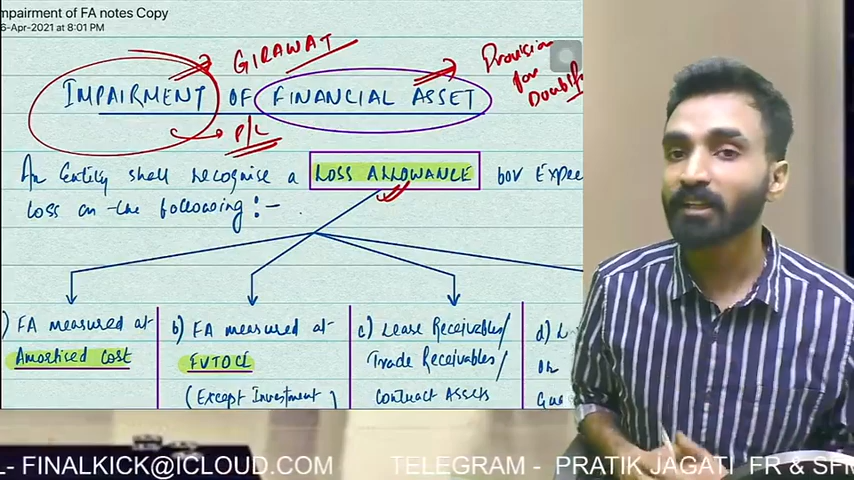 mpairment of FA notes Copy
6-Apr-2021 at 8:01 PM
GIRAWAT
Provision
for
Doubtf
IMPAIRMENT OF FINANCIAL ASSET
P/L
An Entity shall recognise a LOSS ALLOWANCE for Expec
loss on the following :-
) FA measured at
Amortised cost
b) FA measured at
FVTOCI
(Except Investment
c) Lease Receivables/
Trade Receivables/
Contract Assets
d) L
Gua
L- FINALKICK@ICLOUD.COM TELEGRAM - PRATIK JAGATI FR & SFM